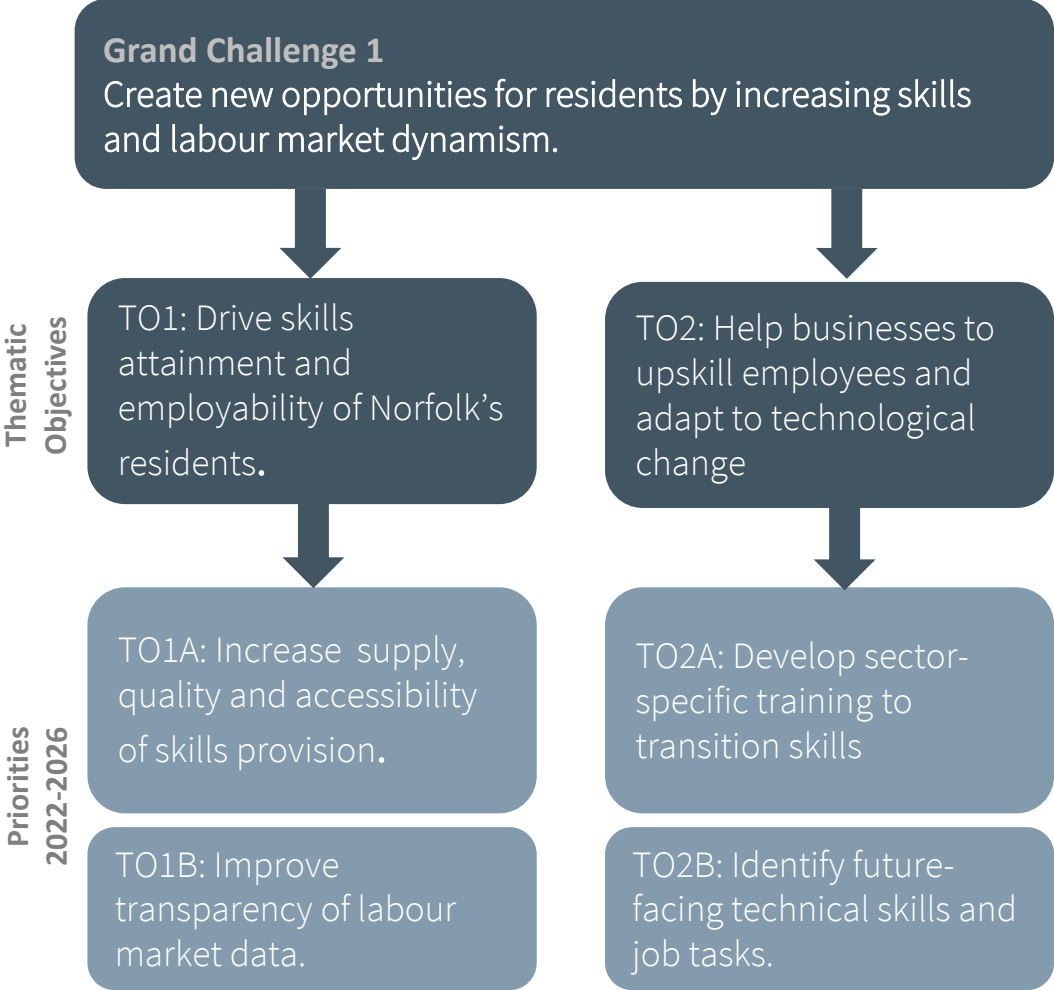 Grand Challenge 1
Create new opportunities for residents by increasing skills
and labour market dynamism.
Thematic
Objectives
TO1: Drive skills
attainment and
employability of Norfolk’s
residents.
TO2: Help businesses to
upskill employees and
adapt to technological
change
Priorities
2022-2026
TO1A: Increase  supply,
quality and accessibility
of skills provision.
TO2A: Develop sector-
specific training to
transition skills
TO1B: Improve
transparency of labour
market data.
TO2B: Identify future-
facing technical skills and
job tasks.